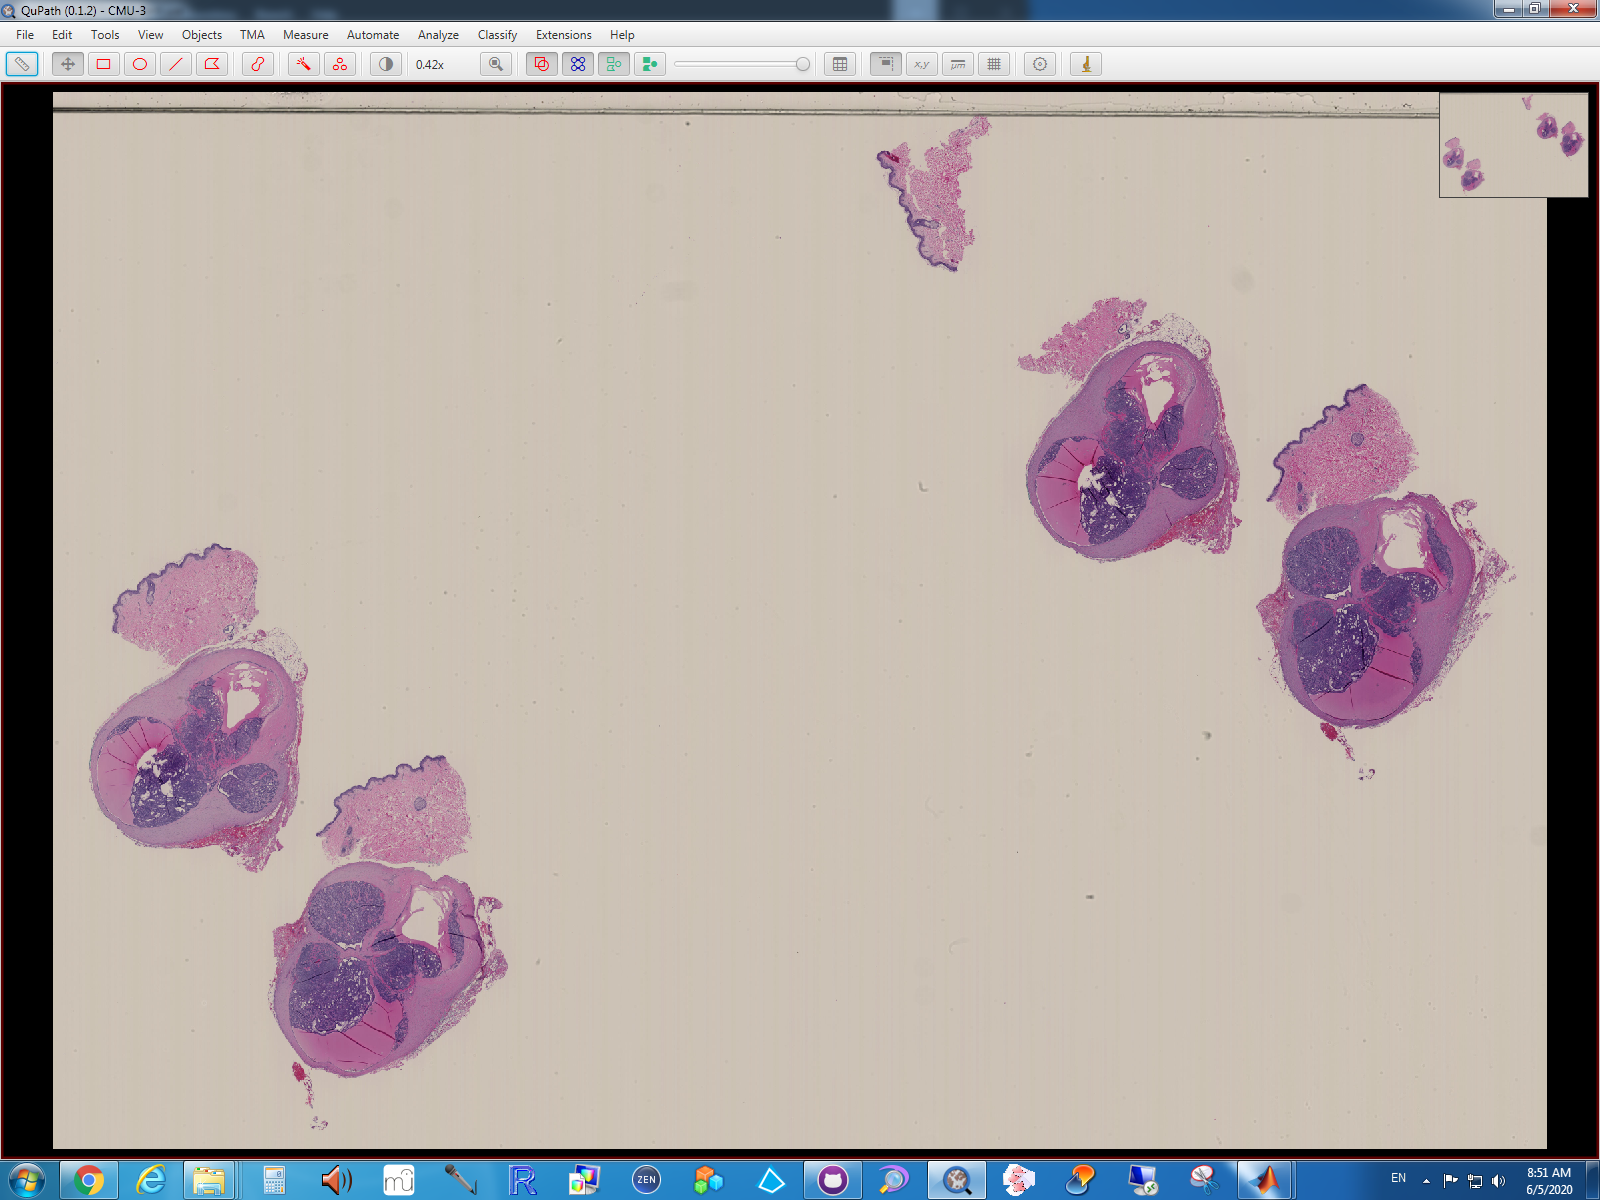 QuPath (0.1.2) - CMU-3
File Edit Tools View Objects TMA Measure Automate Analyze Classify Extensions Help
0.42x
x,y
µm
ZEN
EN
8:51 AM
6/5/2020